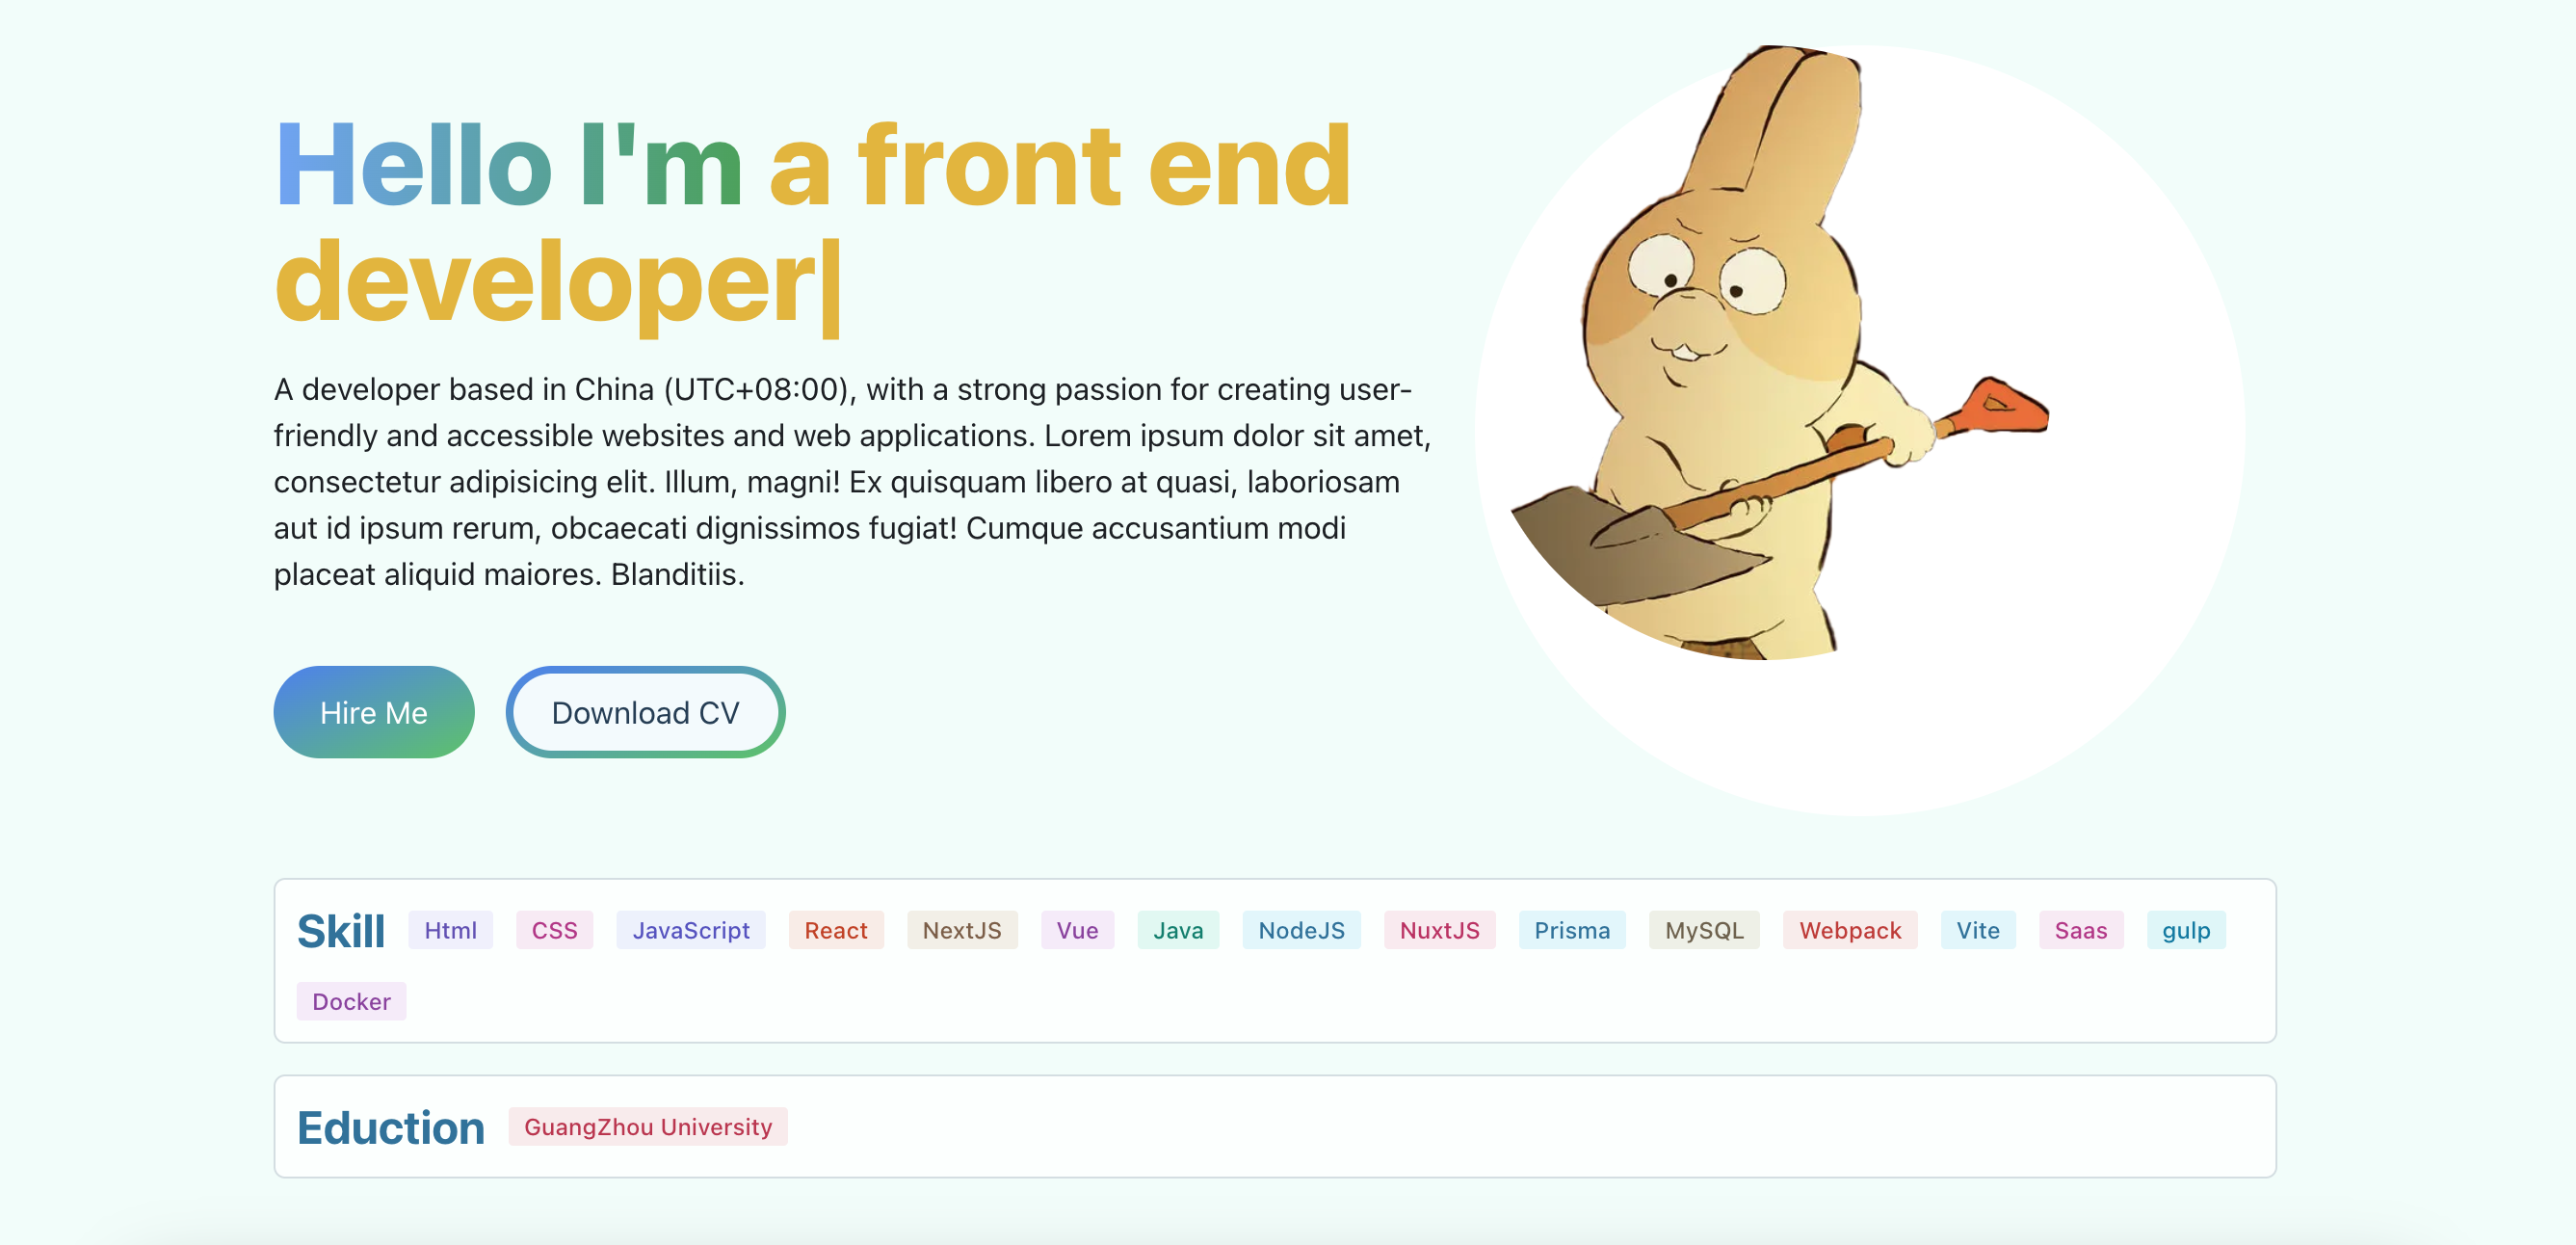 Hello I'm a front end
developer|
A developer based in China (UTC+08:00), with a strong passion for creating user-
friendly and accessible websites and web applications. Lorem ipsum dolor sit amet,
consectetur adipisicing elit. Illum, magni! Ex quisquam libero at quasi, laboriosam
aut id ipsum rerum, obcaecati dignissimos fugiat! Cumque accusantium modi
placeat aliquid maiores. Blanditiis.
Hire Me Download CV
Skill Html CSS JavaScript React NextJS Vue Java NodeJS NuxtJS Prisma MySQL Webpack Vite Saas gulp
Docker
Eduction GuangZhou University